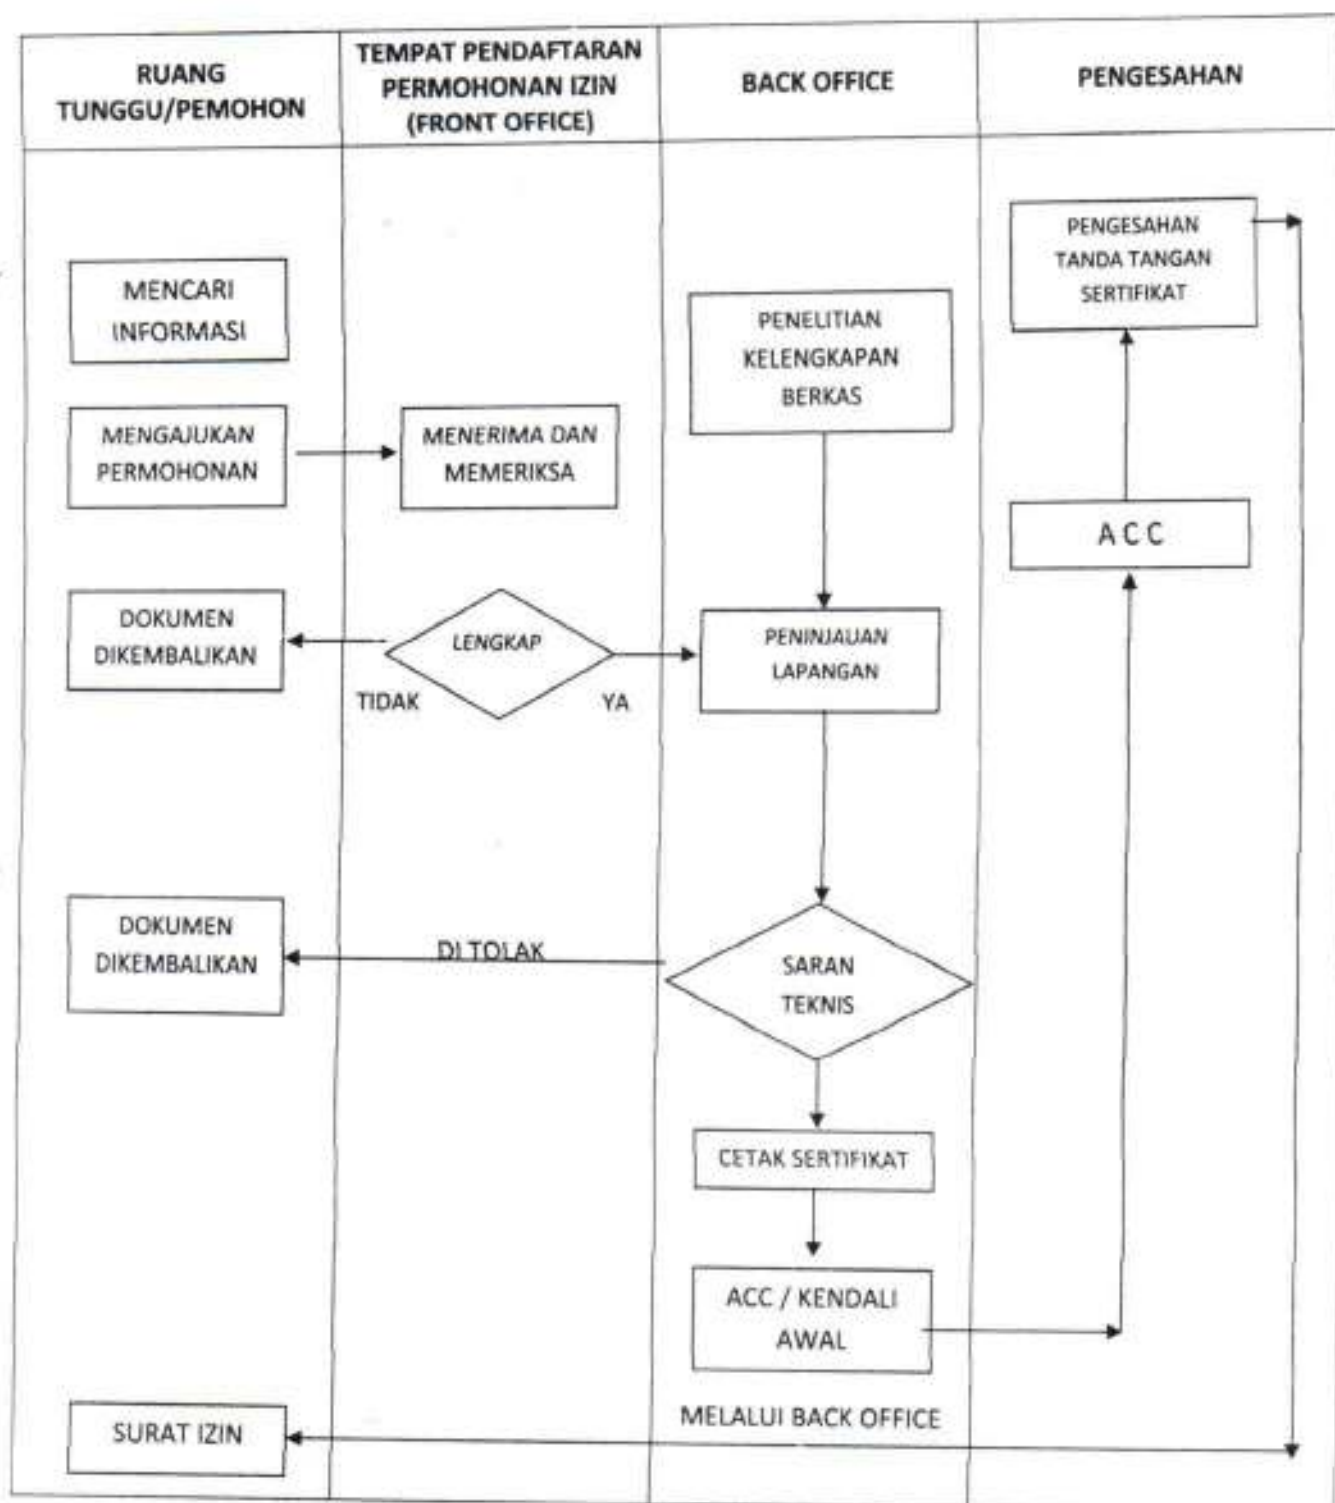 RUANG
TUNGGU/PEMOHON
TEMPAT PENDAFTARAN
PERMOHONAN IZIN
(FRONT OFFICE)
BACK OFFICE
PENGESAHAN
PENGESAHAN
TANDA TANGAN
SERTIFIKAT
MENCARI
INFORMASI
PENELITIAN
KELENGKAPAN
BERKAS
MENGAJUKAN
PERMOHONAN
MENERIMA DAN
MEMERIKSA
A C C
DOKUMEN
DIKEMBALIKAN
LENGKAP
TIDAK
YA
PENINJAUAN
LAPANGAN
DOKUMEN
DIKEMBALIKAN
DI TOLAK
SARAN
TEKNIS
CETAK SERTIFIKAT
ACC / KENDALI
AWAL
MELALUI BACK OFFICE
SURAT IZIN